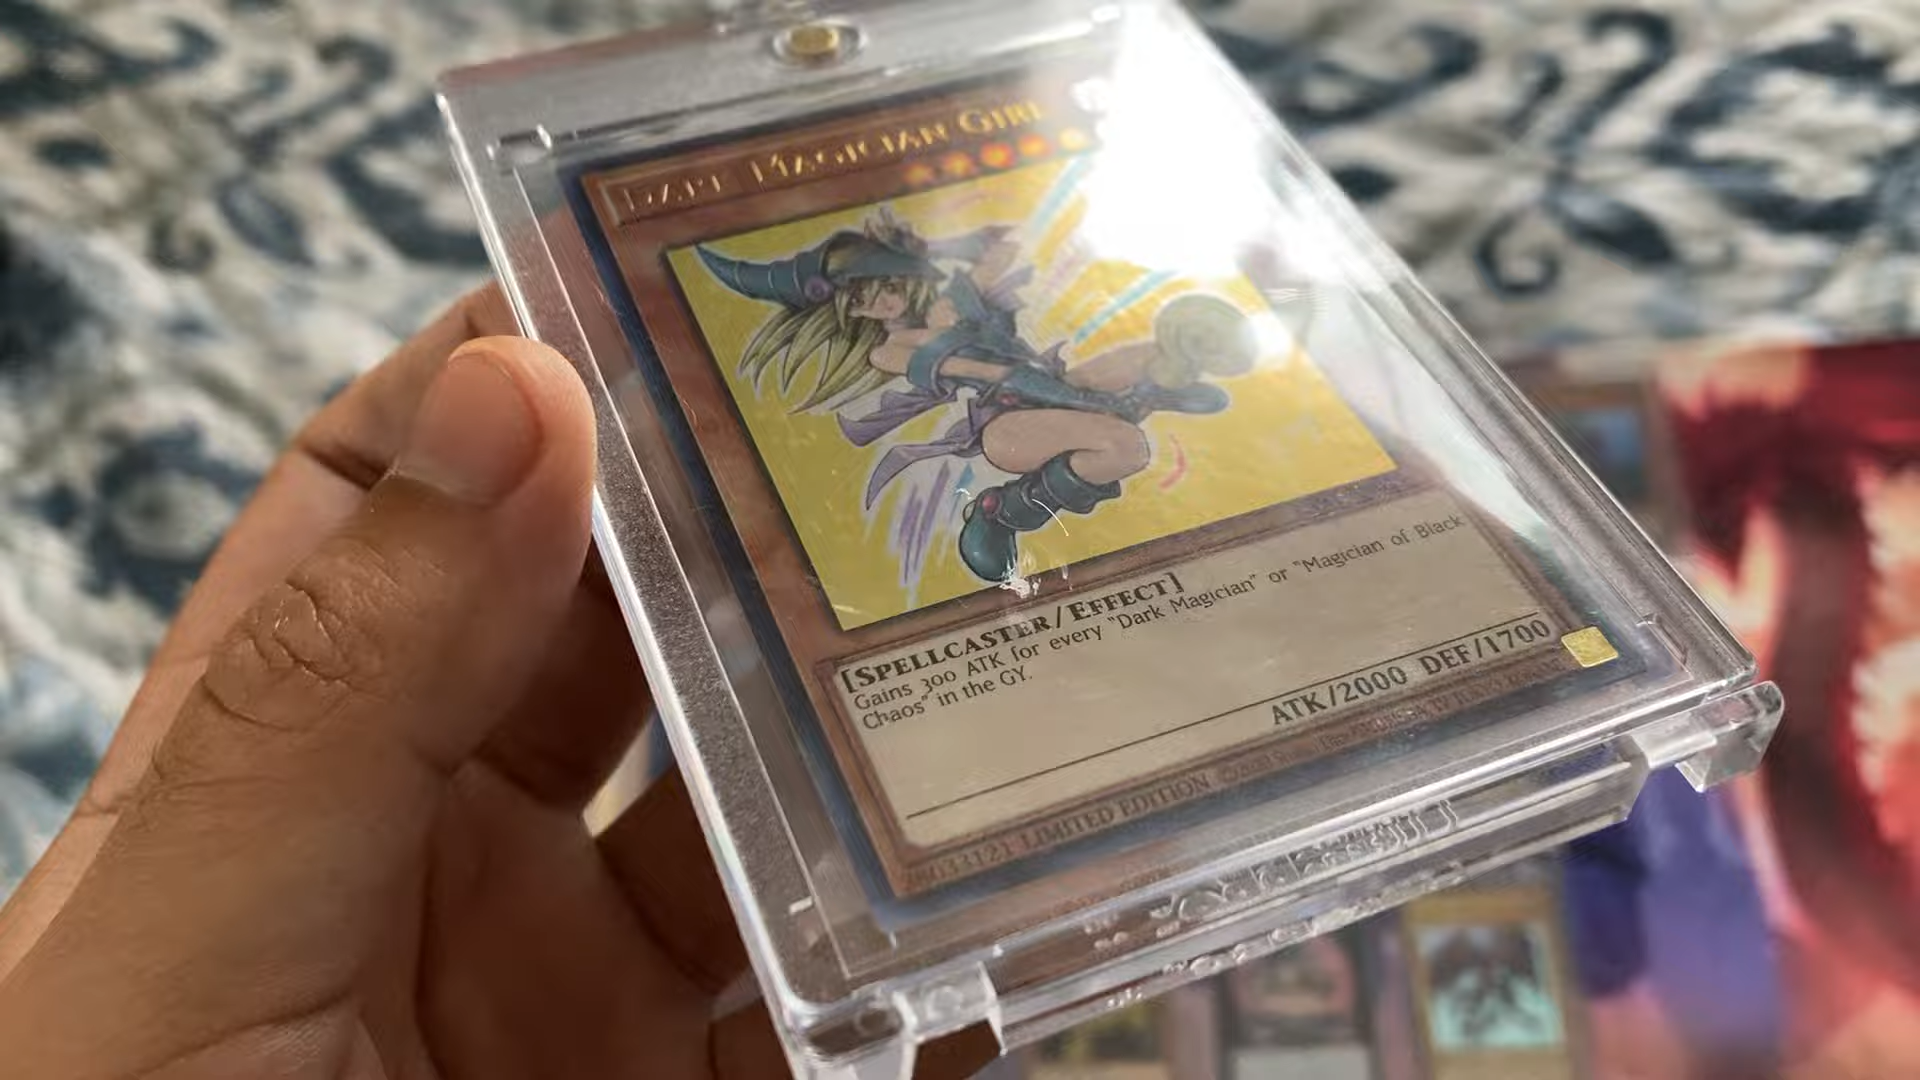 DARK MAGICIAN GIRL
[SPELLCASTER/EFFECT]
Gains 300 ATK for every "Dark Magician" or "Magician of Black
Chaos" in the GY.
ATK/2000 DEF/1700
LIMITED EDITION